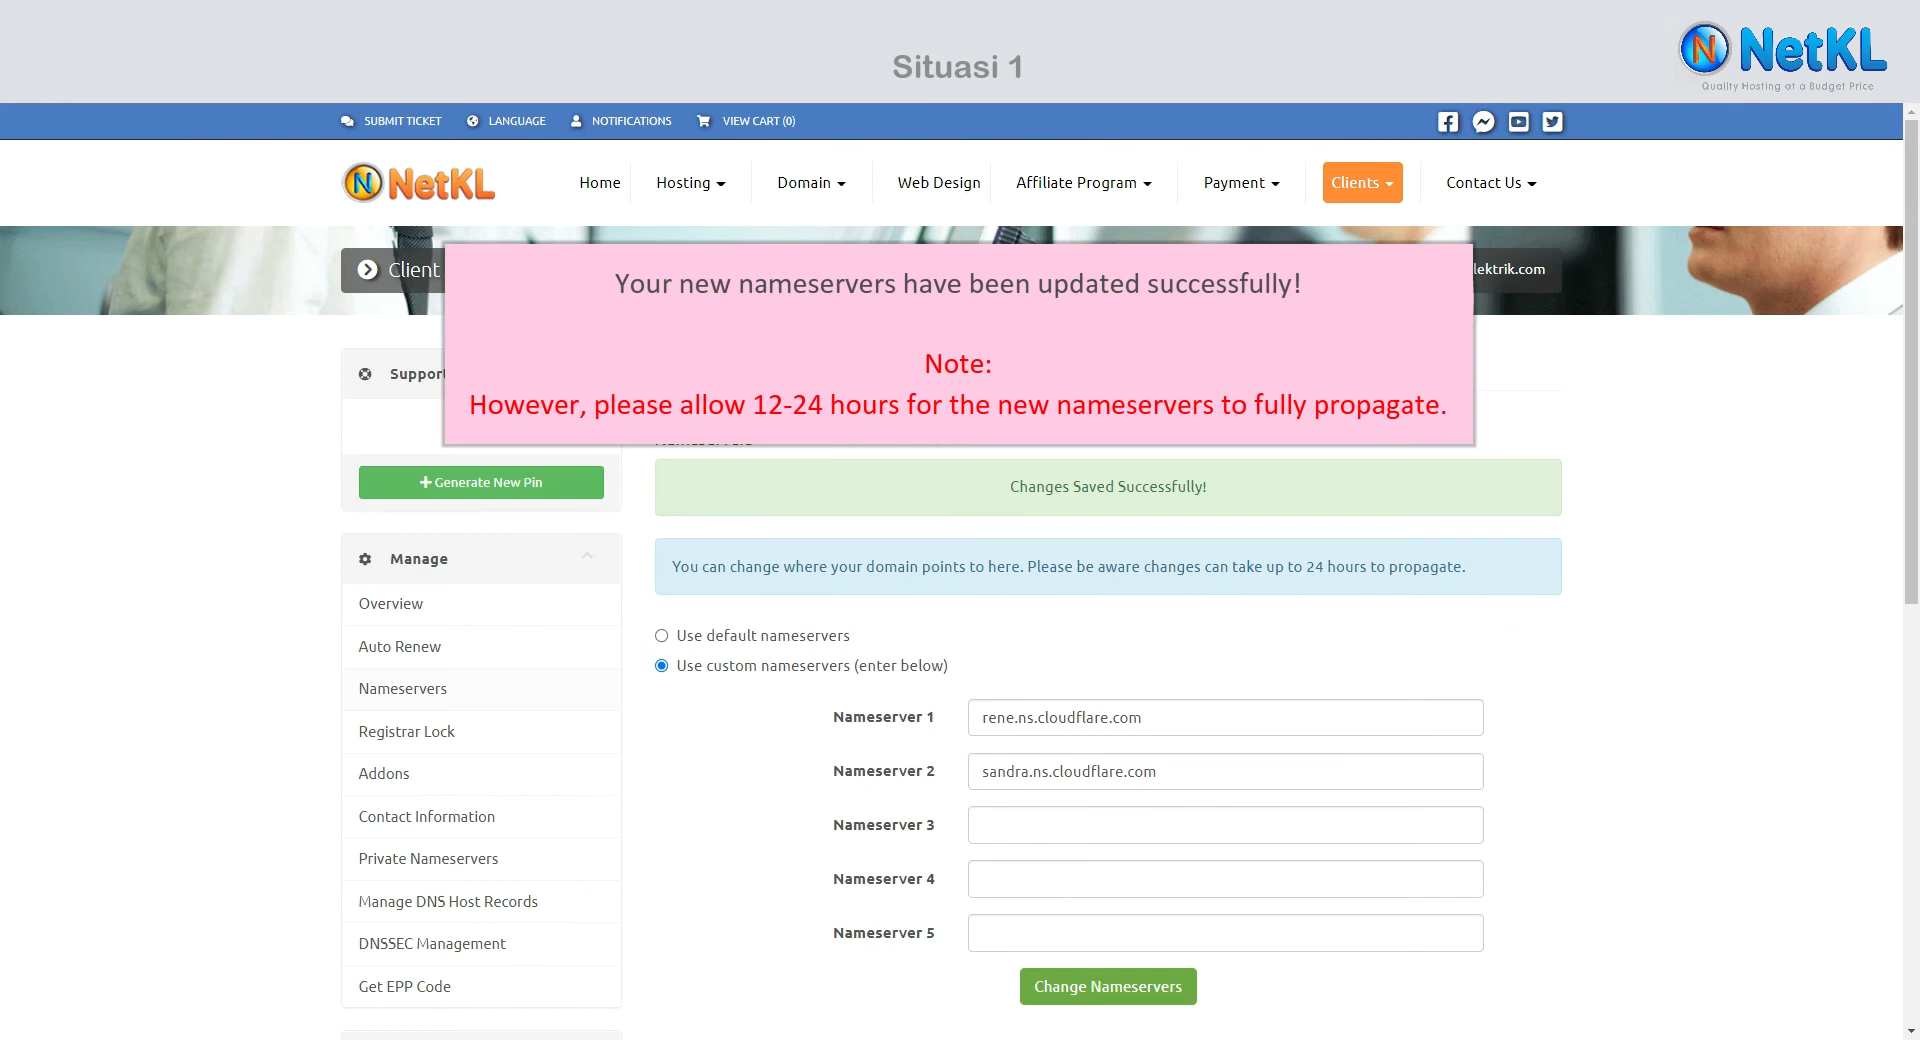 Situasi 1
NetKL
Quality Hosting at a Budget Price
SUBMIT TICKET LANGUAGE NOTIFICATIONS VIEW CART (0)
NetKL
Home Hosting Domain Web Design Affiliate Program Payment Clients Contact Us
Client
lektrik.com
Your new nameservers have been updated successfully!
Note:
However, please allow 12-24 hours for the new nameservers to fully propagate.
Support
Generate New Pin
Manage
Overview
Auto Renew
Nameservers
Registrar Lock
Addons
Contact Information
Private Nameservers
Manage DNS Host Records
DNSSEC Management
Get EPP Code
Changes Saved Successfully!
You can change where your domain points to here. Please be aware changes can take up to 24 hours to propagate.
Use default nameservers
Use custom nameservers (enter below)
Nameserver 1 rene.ns.cloudflare.com
Nameserver 2 sandra.ns.cloudflare.com
Nameserver 3
Nameserver 4
Nameserver 5
Change Nameservers